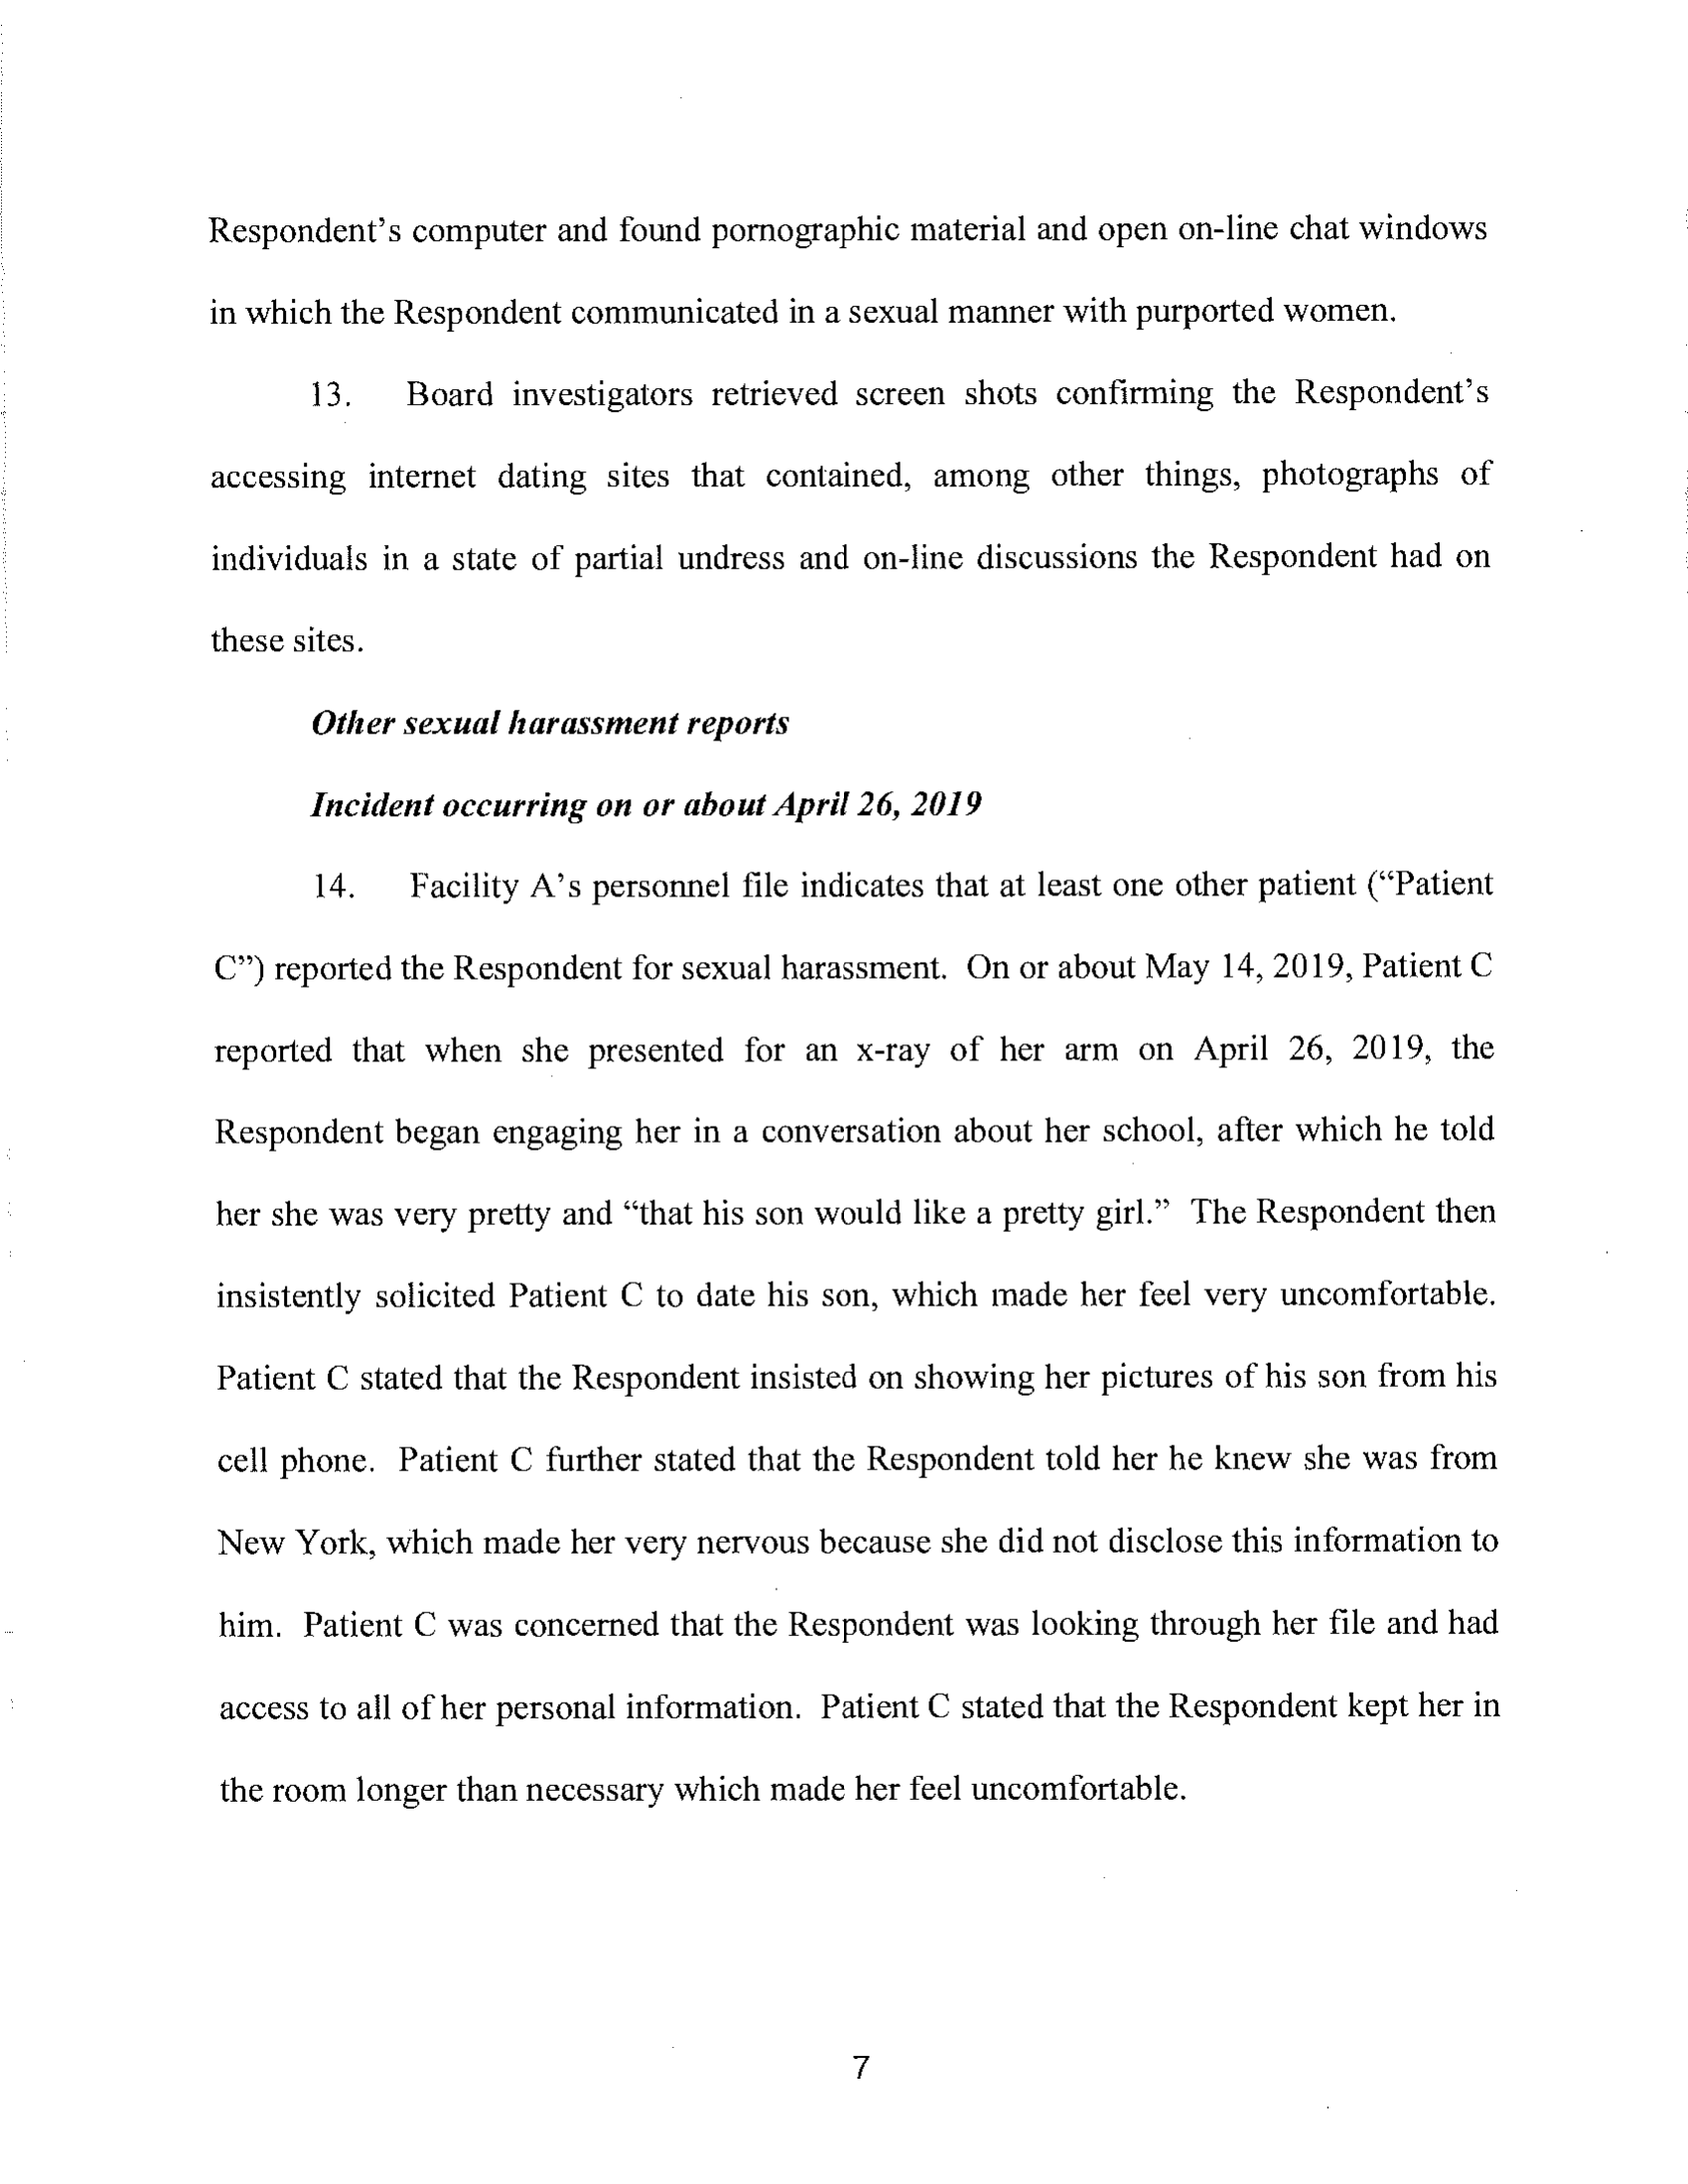 Respondent's computer and found pornographic material and open on-line chat windows
in which the Respondent communicated in a sexual manner with purported women.
13. Board investigators retrieved screen shots confirming the Respondent's
accessing internet dating sites that contained, among other things, photographs of
individuals in a state of partial undress and on-line discussions the Respondent had on
these sites.
Other sexual harassment reports
Incident occurring on or about April 26, 2019
14. Facility A's personnel file indicates that at least one other patient (“Patient
C”) reported the Respondent for sexual harassment. On or about May 14, 2019, Patient C
reported that when she presented for an x-ray of her arm on April 26, 2019, the
Respondent began engaging her in a conversation about her school, after which he told
her she was very pretty and “that his son would like a pretty girl.” The Respondent then
insistently solicited Patient C to date his son, which made her feel very uncomfortable.
Patient C stated that the Respondent insisted on showing her pictures of his son from his
cell phone. Patient C further stated that the Respondent told her he knew she was from
New York, which made her very nervous because she did not disclose this information to
him. Patient C was concerned that the Respondent was looking through her file and had
access to all of her personal information. Patient C stated that the Respondent kept her in
the room longer than necessary which made her feel uncomfortable.
7